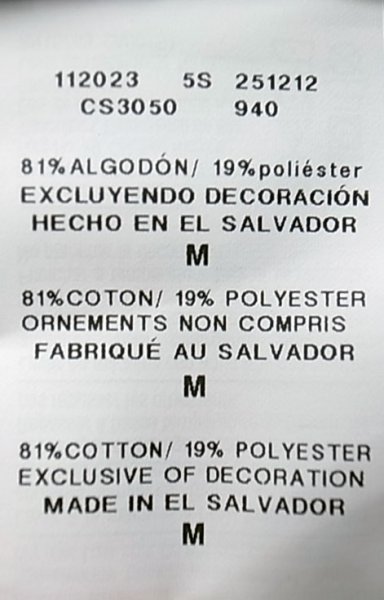 112023 5S 251212
CS3050 940
81%ALGODÓN/ 19%poliéster
EXCLUYENDO DECORACIÓN
HECHO EN EL SALVADOR
M
81%COTON/ 19% POLYESTER
ORNEMENTS NON COMPRIS
FABRIQUÉ AU SALVADOR
M
81%COTTON/ 19% POLYESTER
EXCLUSIVE OF DECORATION
MADE IN EL SALVADOR
M